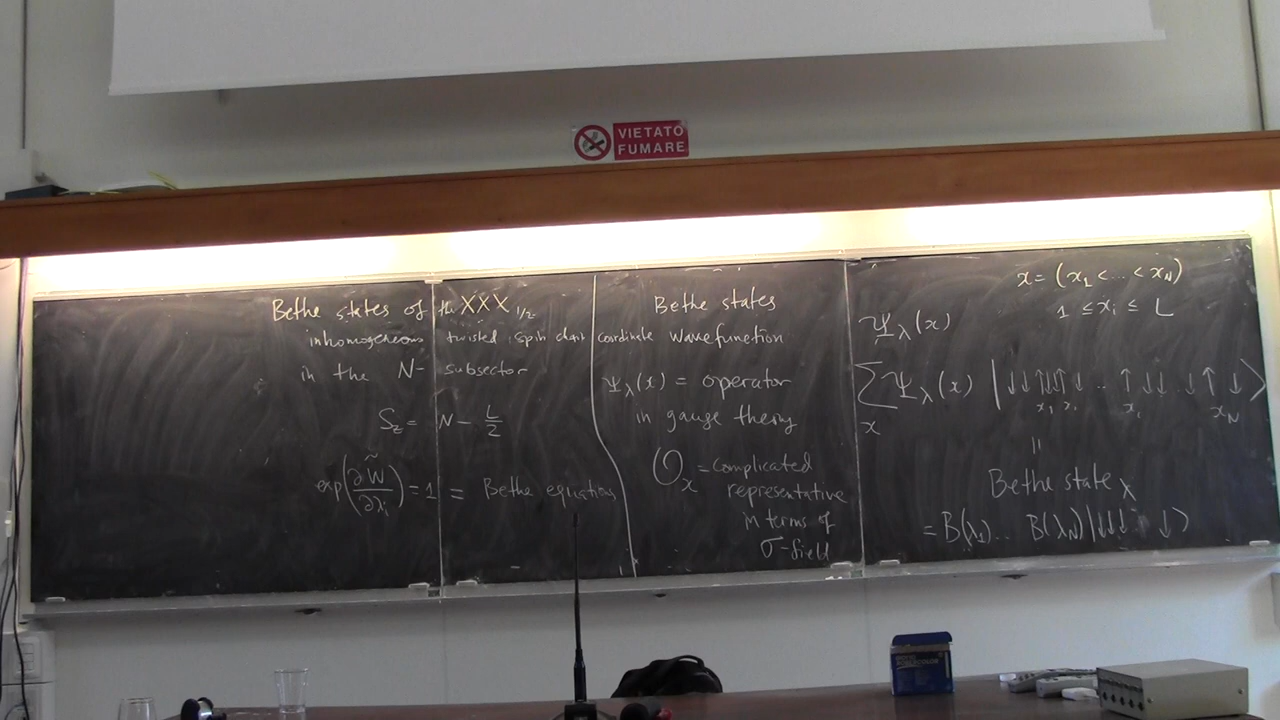 VIETATO
FUMARE
Bethe states of the XXX 1/2
inhomogeneous twisted spin chain
in the N- subsector
S_z = N - L/2
exp(∂W̃/∂λ_i) = 1 = Bethe equations
Bethe states
coordinate wavefunction
Ψ_λ(x) = operator
in gauge theory
O_x = complicated
representative
in terms of
σ-field
x = (x_1 < ... < x_N)
1 ≤ x_i ≤ L
Ψ_λ(x)
∑_x Ψ_λ(x) |↓↓↑↑↑↓ .. ↑↓↓ . ↓↑↓⟩
x_1 x_2 x_i x_N
=
Bethe state λ
= B(λ_1)... B(λ_N)|↓↓↓ ↓⟩